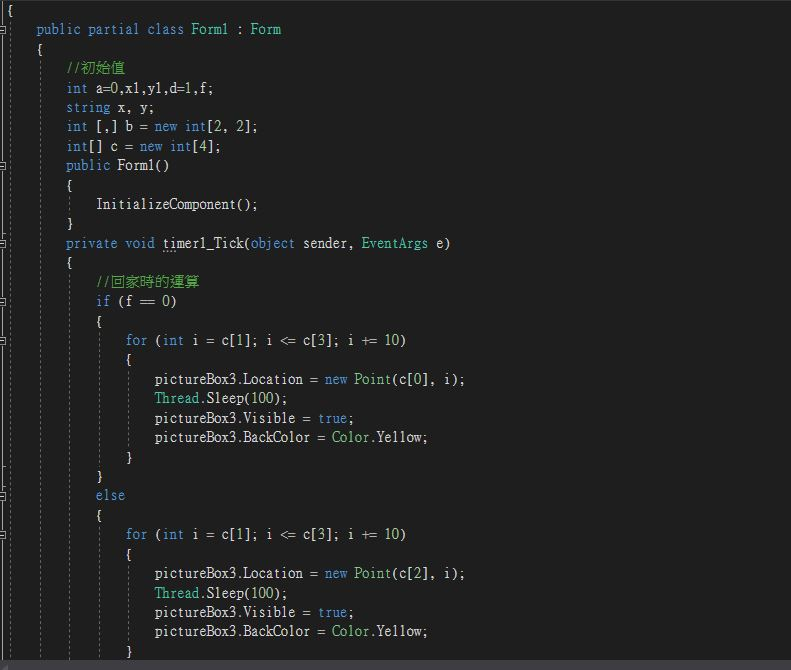 {
public partial class Form1 : Form
{
//初始值
int a=0,x1,y1,d=1,f;
string x, y;
int [,] b = new int[2, 2];
int[] c = new int[4];
public Form1()
{
InitializeComponent();
}
private void timer1_Tick(object sender, EventArgs e)
{
//回家時的運算
if (f == 0)
{
for (int i = c[1]; i <= c[3]; i += 10)
{
pictureBox3.Location = new Point(c[0], i);
Thread.Sleep(100);
pictureBox3.Visible = true;
pictureBox3.BackColor = Color.Yellow;
}
}
else
{
for (int i = c[1]; i <= c[3]; i += 10)
{
pictureBox3.Location = new Point(c[2], i);
Thread.Sleep(100);
pictureBox3.Visible = true;
pictureBox3.BackColor = Color.Yellow;
}